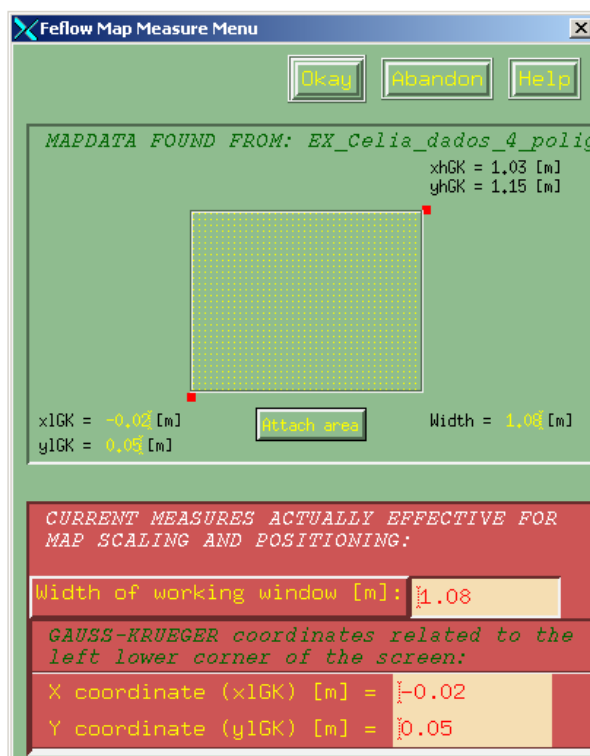 Feflow Map Measure Menu
Okay Abandon Help
MAPDATA FOUND FROM: EX_Celia_dados_4_polig
xhGK = 1.03 [m]
yhGK = 1.15 [m]
xlGK = -0.02 [m]
Attach area
Width = 1.08 [m]
ylGK = 0.05 [m]
CURRENT MEASURES ACTUALLY EFFECTIVE FOR
MAP SCALING AND POSITIONING:
Width of working window [m]: 1.08
GAUSS-KRUEGER coordinates related to the
left lower corner of the screen:
X coordinate (xlGK) [m] = -0.02
Y coordinate (ylGK) [m] = 0.05